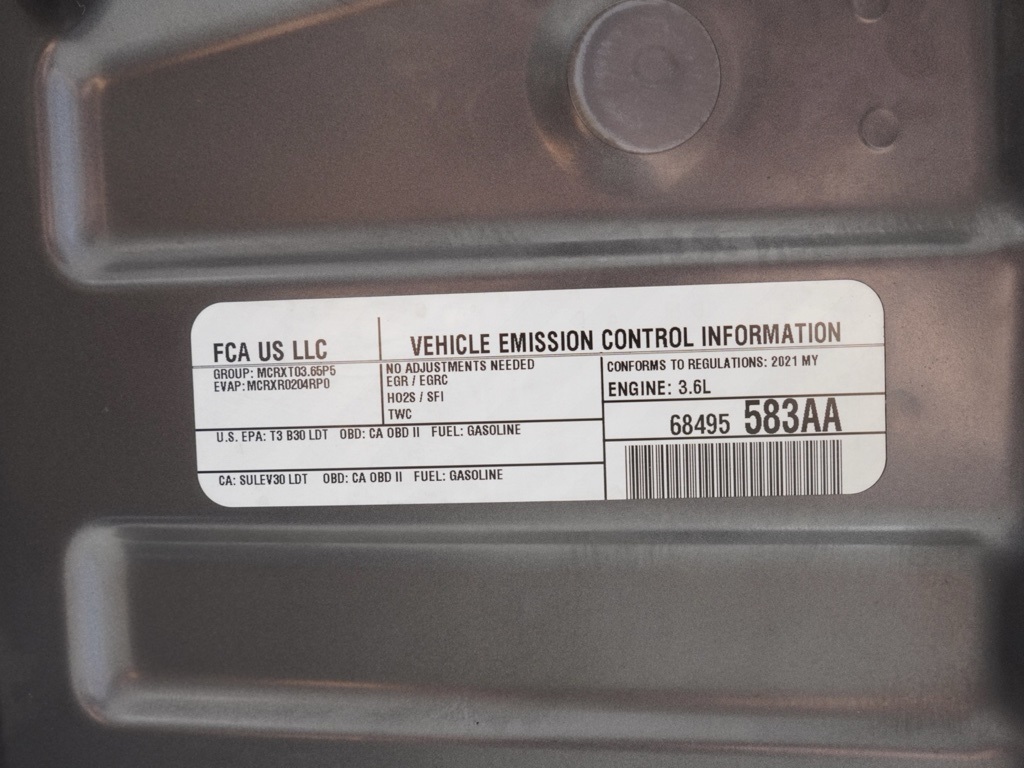 FCA US LLC
VEHICLE EMISSION CONTROL INFORMATION
GROUP: MCRXT03.65P5
EVAP: MCRXR0204RP0
NO ADJUSTMENTS NEEDED
EGR / EGRC
HO2S / SFI
TWC
CONFORMS TO REGULATIONS: 2021 MY
ENGINE: 3.6L
68495 583AA
U.S. EPA: T3 B30 LDT OBD: CA OBD II FUEL: GASOLINE
CA: SULEV30 LDT OBD: CA OBD II FUEL: GASOLINE